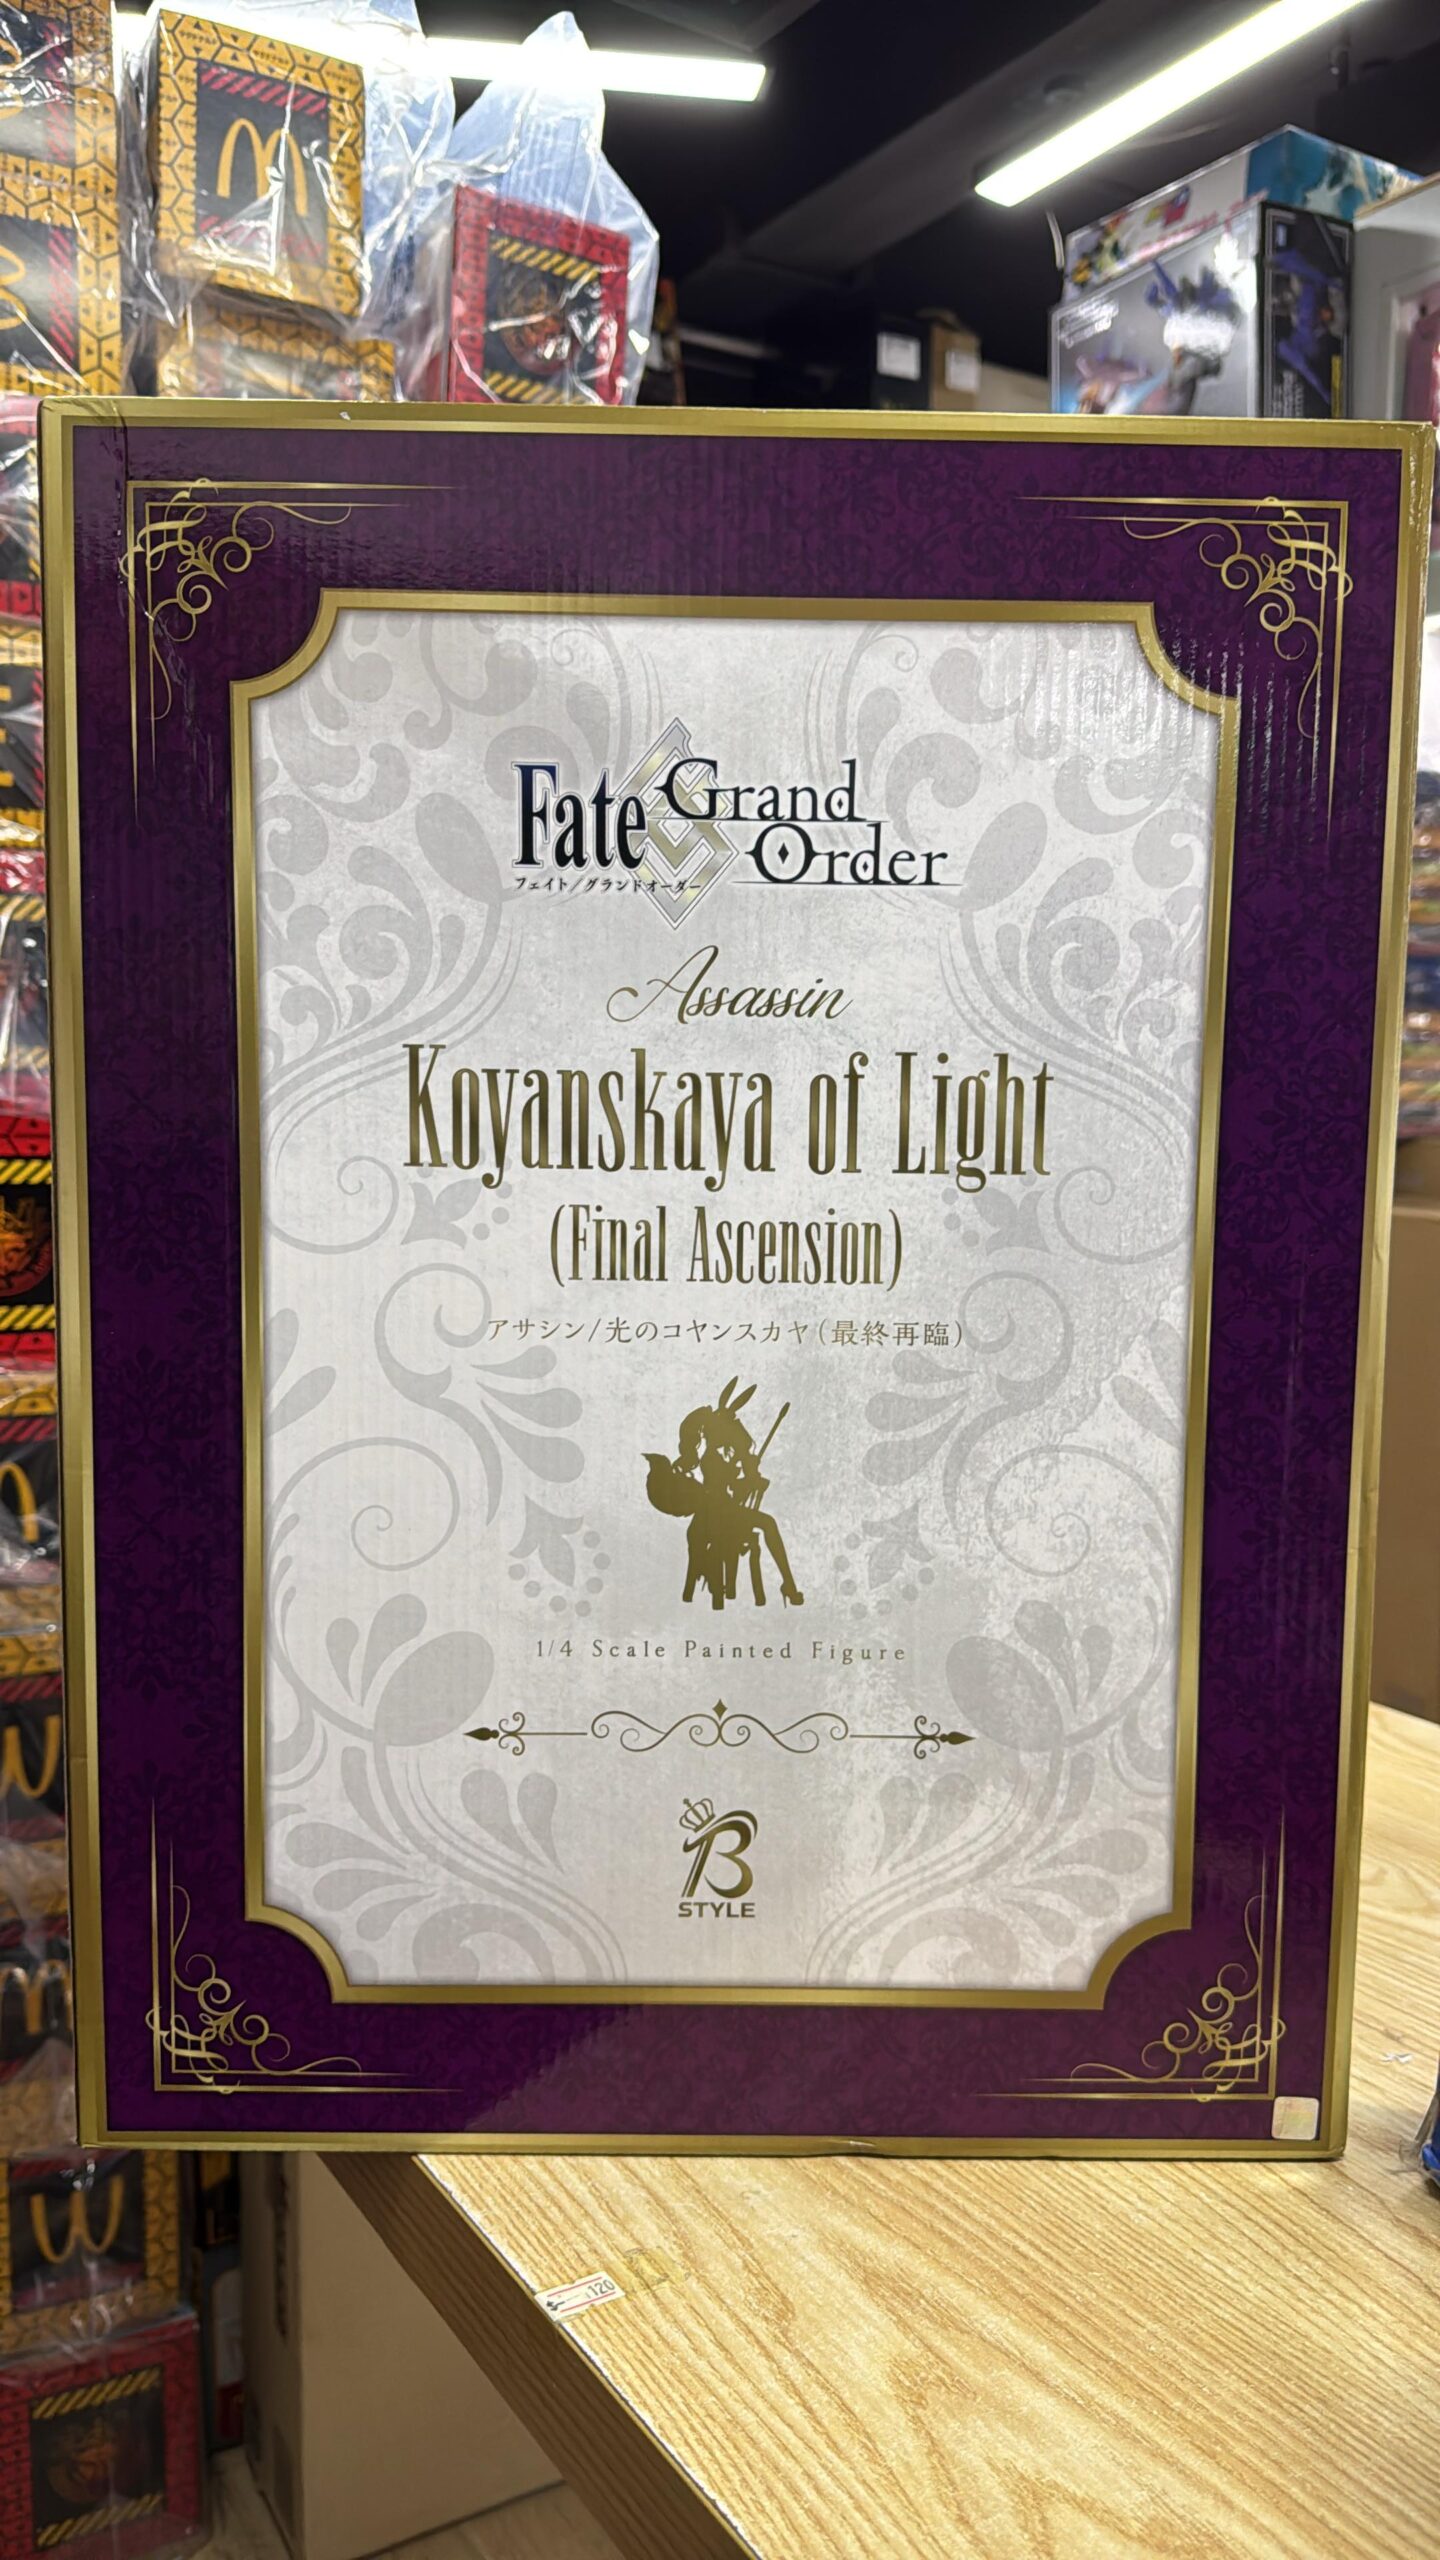 Fate
Grand
Order
フェイト/グランドオーダー
Assassin
Koyanskaya of Light
(Final Ascension)
アサシン/光のコヤンスカヤ(最終再臨)
1/4 Scale Painted Figure
B
STYLE
120